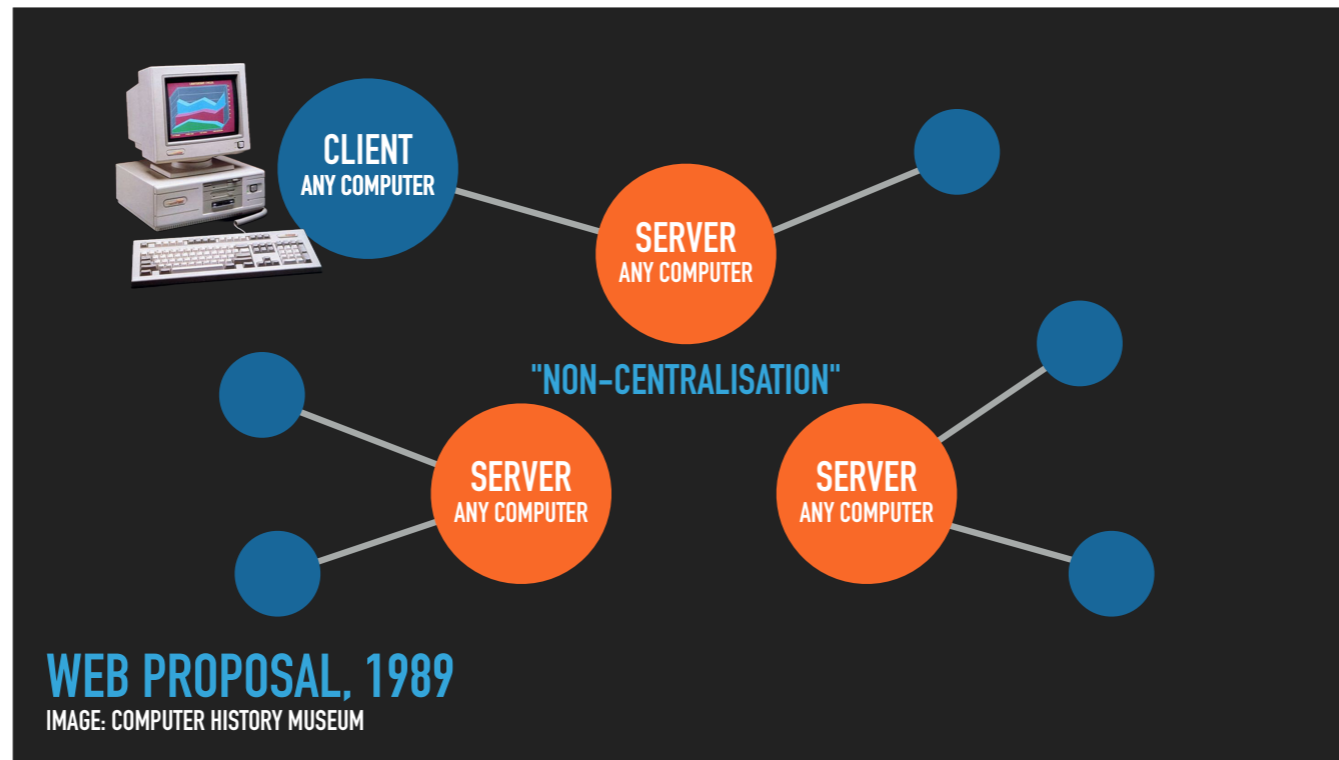 CLIENT
ANY COMPUTER
SERVER
ANY COMPUTER
"NON-CENTRALISATION"
SERVER
ANY COMPUTER
SERVER
ANY COMPUTER
WEB PROPOSAL, 1989
IMAGE: COMPUTER HISTORY MUSEUM